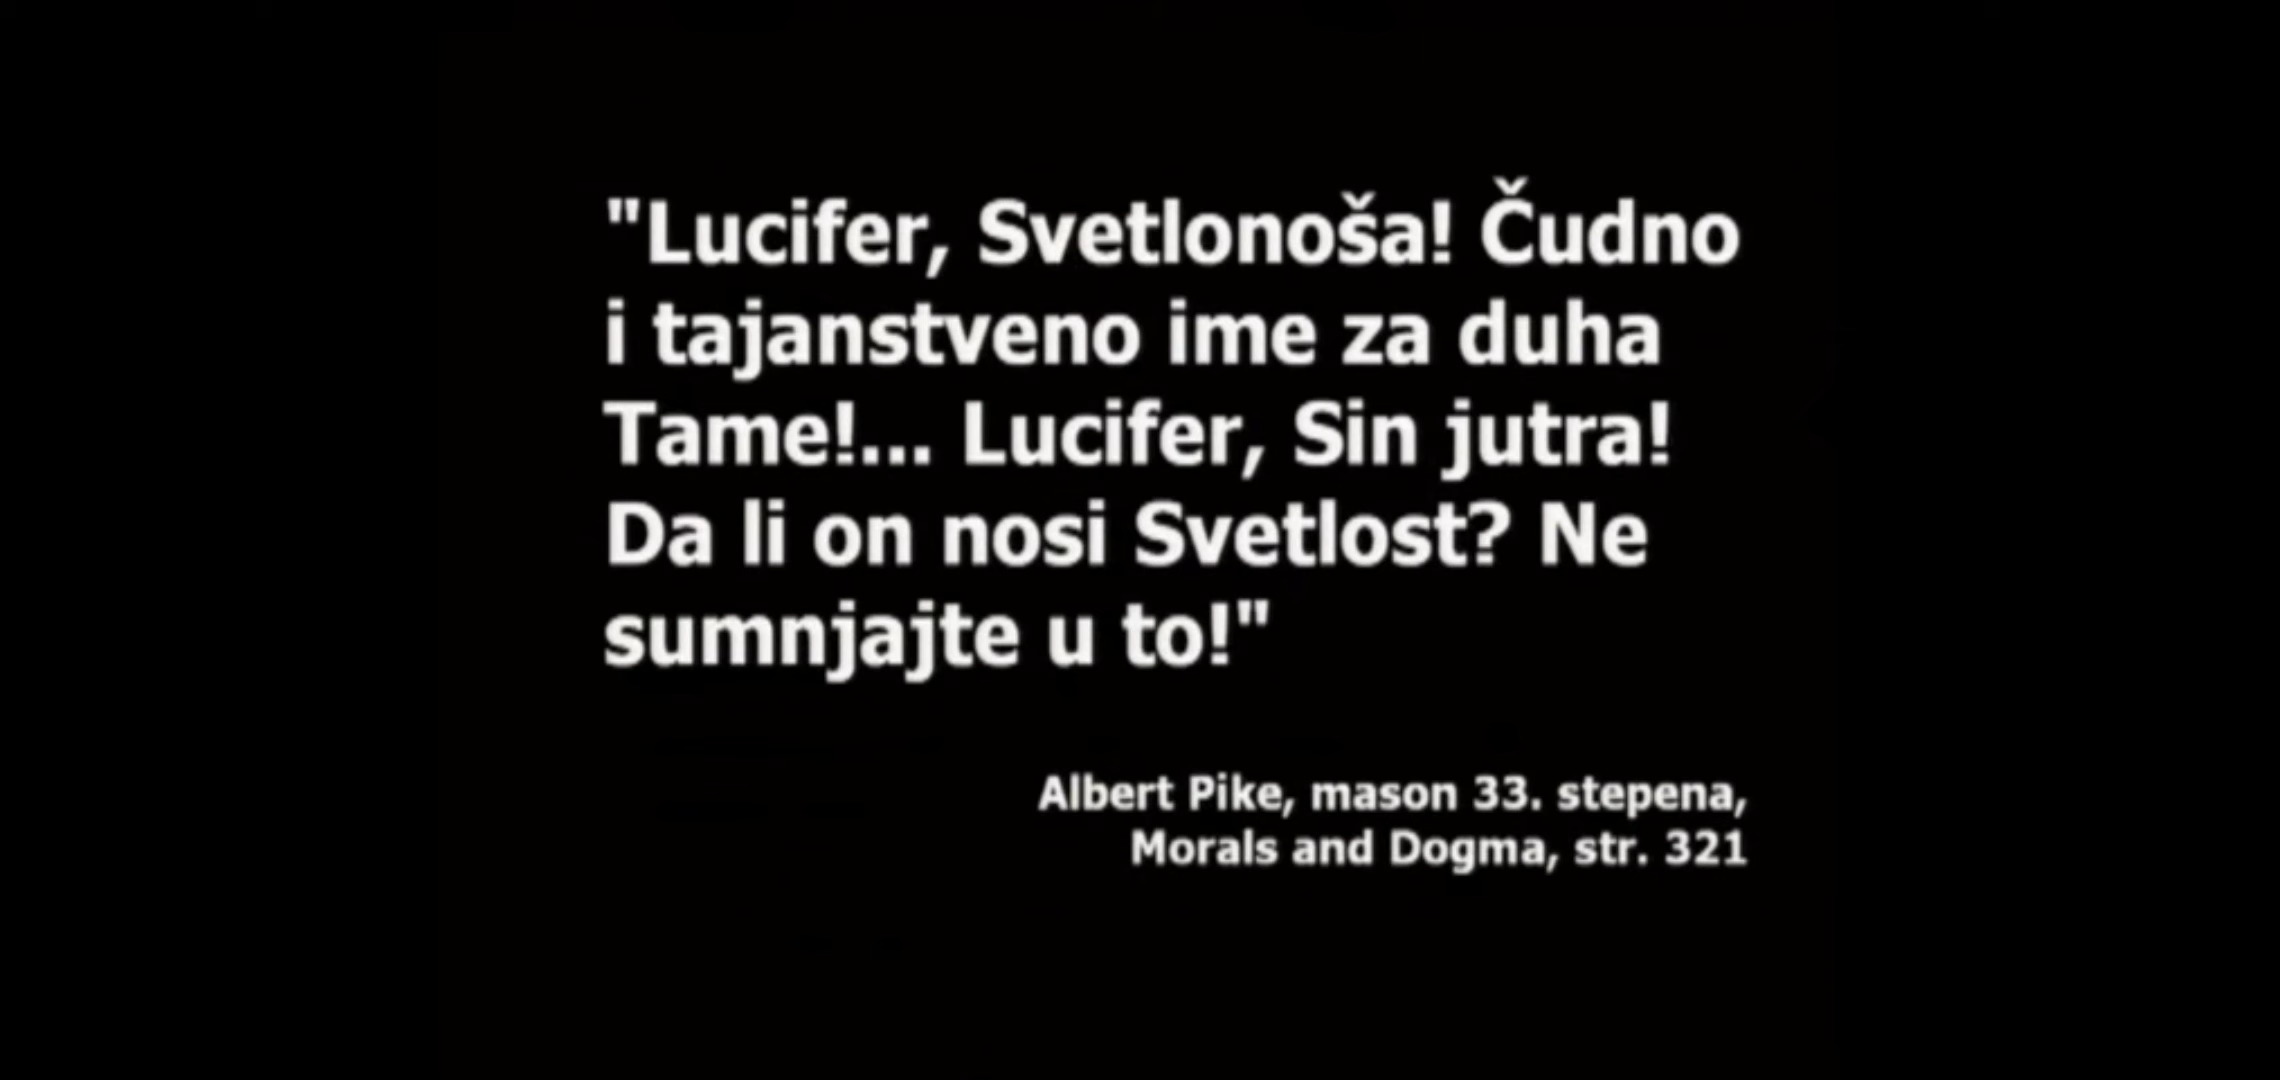 "Lucifer, Svetlonoša! Čudno
i tajanstveno ime za duha
Tame!... Lucifer, Sin jutra!
Da li on nosi Svetlost? Ne
sumnjajte u to!"
Albert Pike, mason 33. stepena,
Morals and Dogma, str. 321